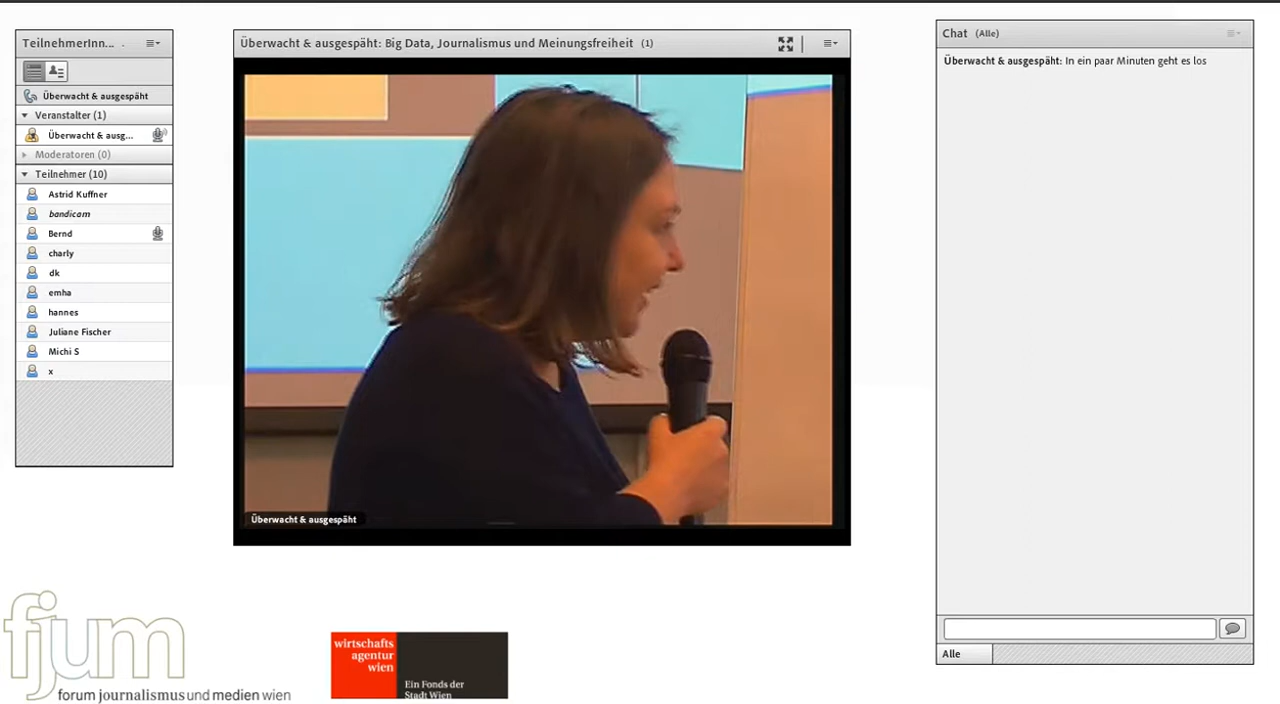 TeilnehmerInn...
Überwacht & ausgespäht
Veranstalter (1)
Überwacht & ausg...
Moderatoren (0)
Teilnehmer (10)
Astrid Kuffner
bandicam
Bernd
charly
dk
emha
hannes
Juliane Fischer
Michi S
x
Überwacht & ausgespäht: Big Data, Journalismus und Meinungsfreiheit (1)
Überwacht & ausgespäht
Chat (Alle)
Überwacht & ausgespäht: In ein paar Minuten geht es los
Alle
fjum
forum journalismus und medien wien
wirtschafts
agentur
wien
Ein Fonds der
Stadt Wien